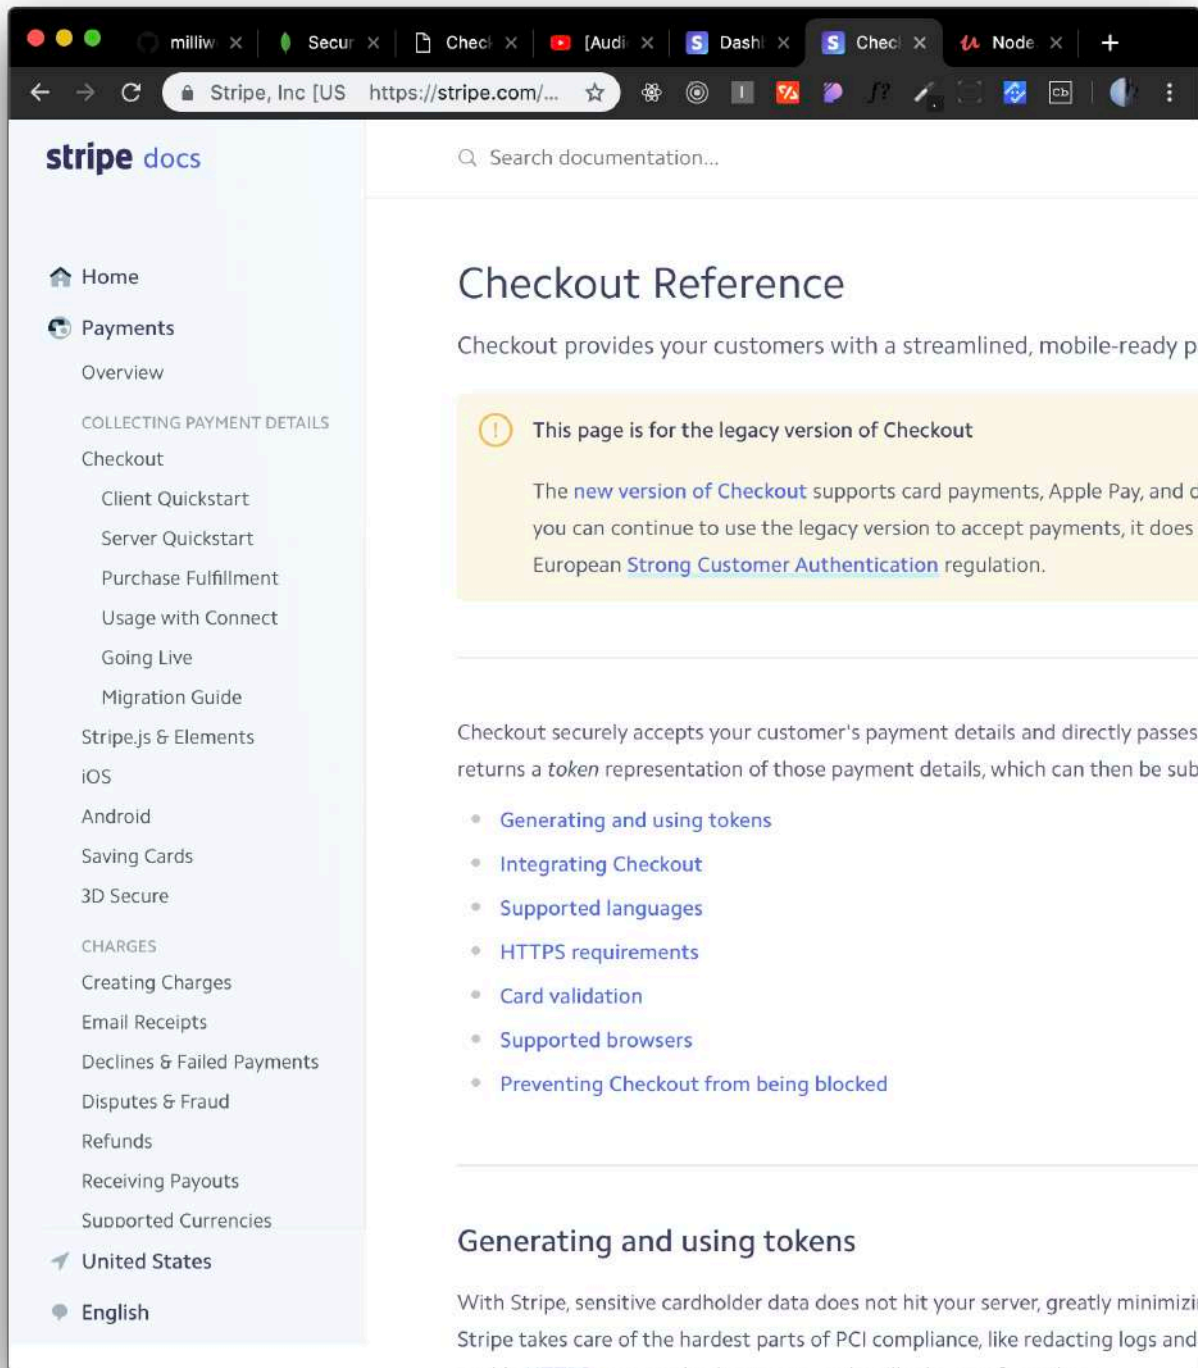 milliw
Secur
Chec
[Audi
Dash
Chec
Node
Stripe, Inc [US
https://stripe.com/...
stripe docs
Search documentation...
Home
Payments
Overview
COLLECTING PAYMENT DETAILS
Checkout
Client Quickstart
Server Quickstart
Purchase Fulfillment
Usage with Connect
Going Live
Migration Guide
Stripe.js & Elements
iOS
Android
Saving Cards
3D Secure
CHARGES
Creating Charges
Email Receipts
Declines & Failed Payments
Disputes & Fraud
Refunds
Receiving Payouts
Supported Currencies
United States
English
Checkout Reference
Checkout provides your customers with a streamlined, mobile-ready p
This page is for the legacy version of Checkout
The new version of Checkout supports card payments, Apple Pay, and
you can continue to use the legacy version to accept payments, it does
European Strong Customer Authentication regulation.
Checkout securely accepts your customer's payment details and directly passes
returns a token representation of those payment details, which can then be sub
Generating and using tokens
Integrating Checkout
Supported languages
HTTPS requirements
Card validation
Supported browsers
Preventing Checkout from being blocked
Generating and using tokens
With Stripe, sensitive cardholder data does not hit your server, greatly minimizi
Stripe takes care of the hardest parts of PCI compliance, like redacting logs and